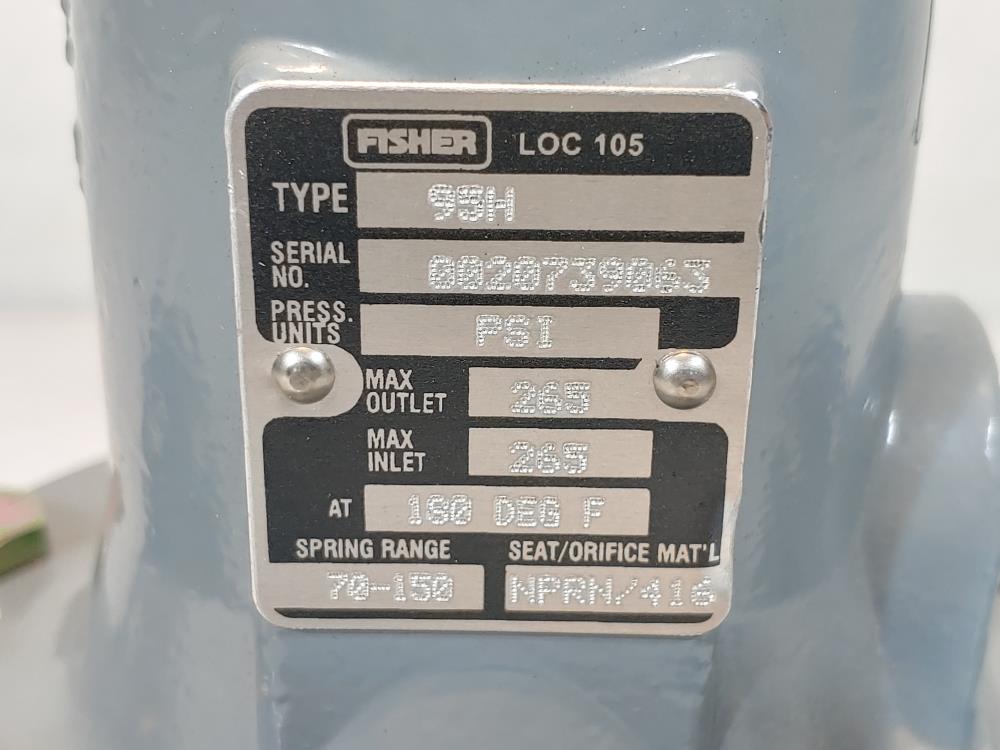 FISHER LOC 105
TYPE 95H
SERIAL NO. 0020739063
PRESS. UNITS PSI
MAX OUTLET 265
MAX INLET 265
AT 180 DEG F
SPRING RANGE SEAT/ORIFICE MAT'L
70-150 NPRN/416